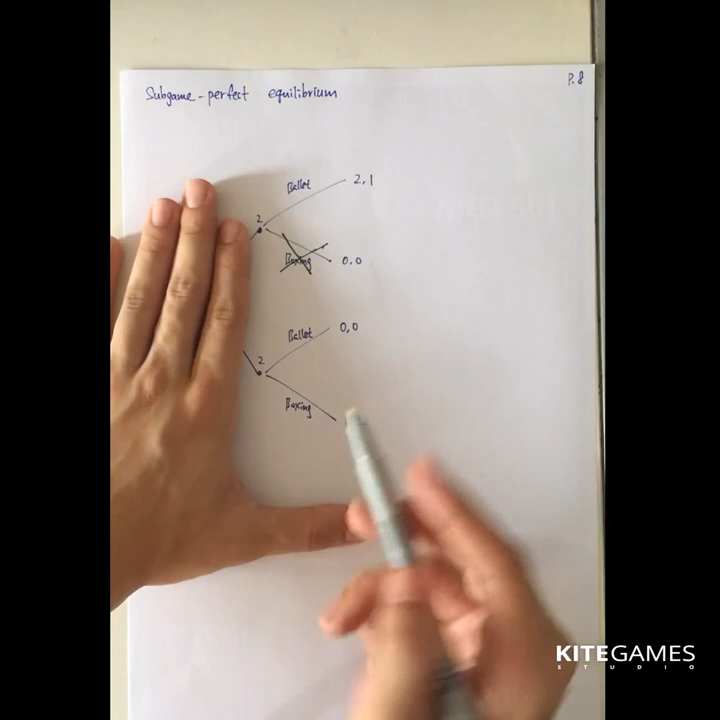 Subgame-perfect equilibrium
P.8
Ballet 2,1
2
Boxing 0,0
Ballet 0,0
2
Boxing
KITEGAMES
STUDIO